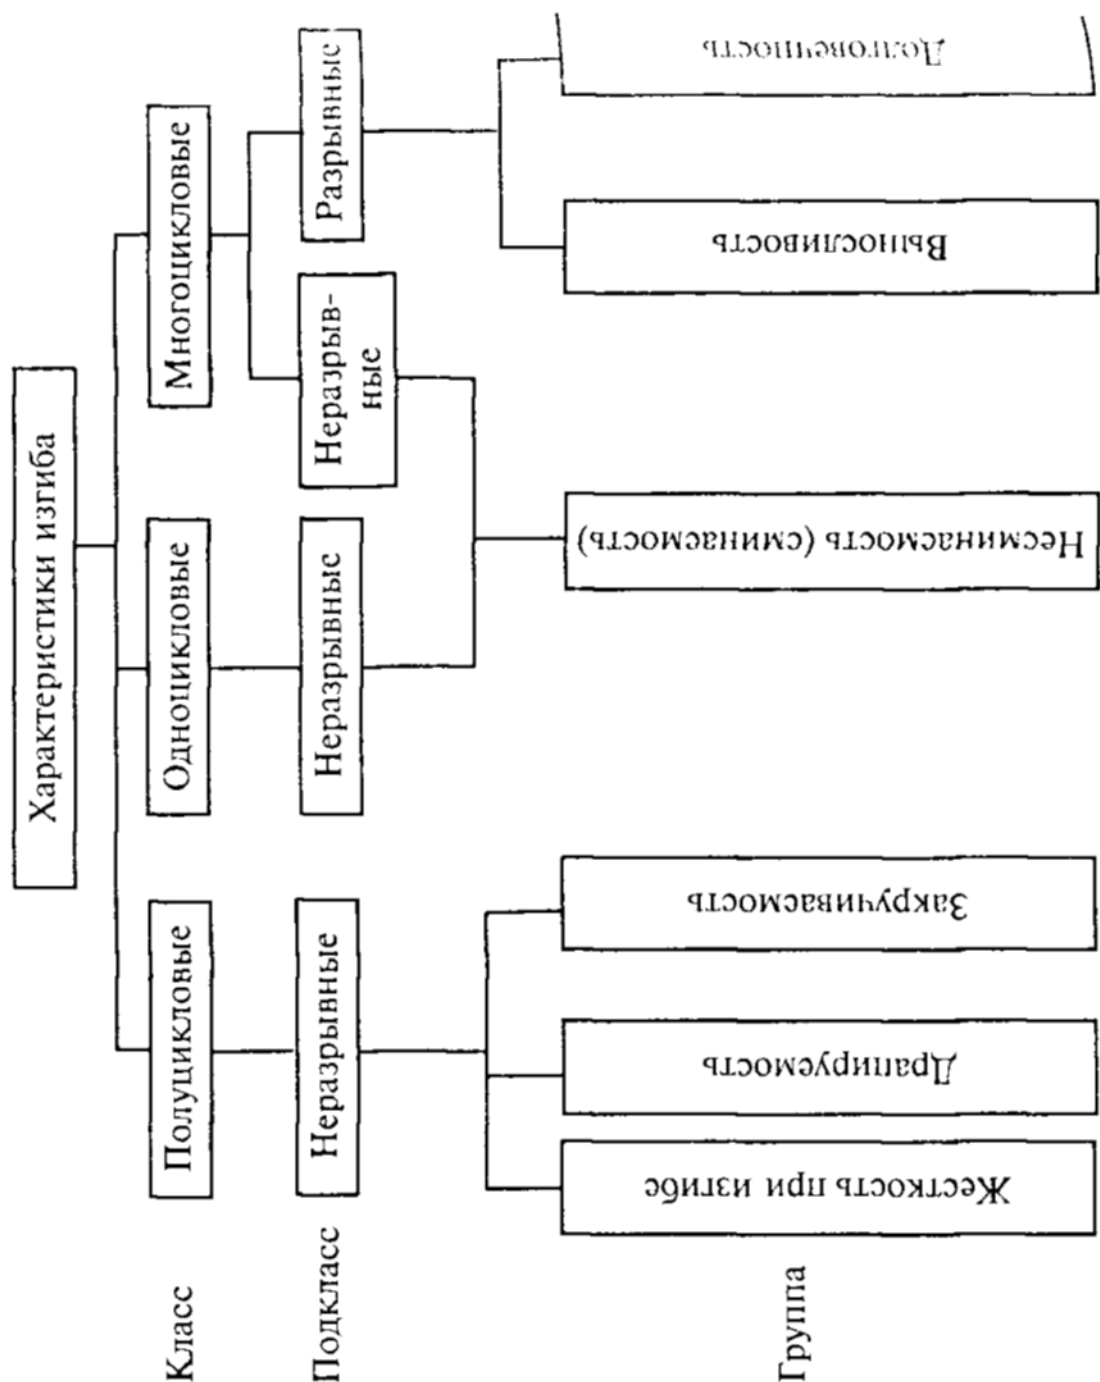 Характеристики изгиба
Класс
Полуцикловые
Одноцикловые
Многоцикловые
Подкласс
Неразрывные
Неразрывные
Неразрыв-
ные
Разрывные
Группа
Жесткость при изгибе
Драпируемость
Закручиваемость
Несминаемость (сминаемость)
Выносливость
Долговечность